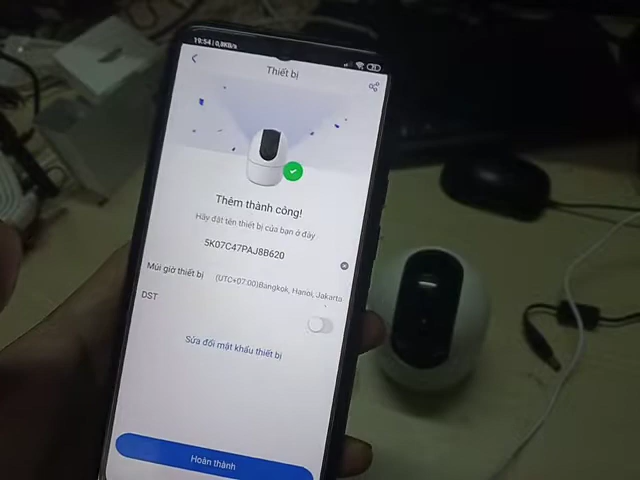 19:54 | 0,8KB/s
Thiết bị
Thêm thành công!
Hãy đặt tên thiết bị của bạn ở đây
5K07C47PAJ8B620
Múi giờ thiết bị (UTC+07:00)Bangkok, Hanoi, Jakarta
DST
Sửa đổi mật khẩu thiết bị
Hoàn thành